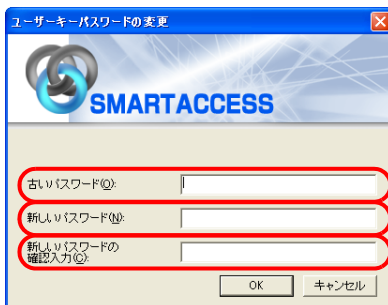 ユーザーキーパスワードの変更
SMARTACCESS
古いパスワード(O):
新しいパスワード(N):
新しいパスワードの
確認入力(C):
OK
キャンセル